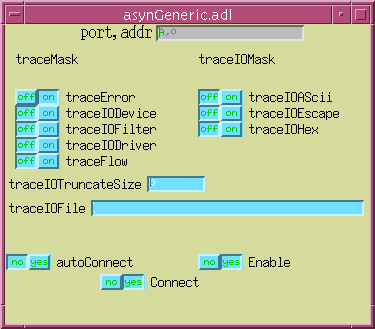 asynGeneric.adl
port, addr A,0
traceMask traceIOMask
off on traceError off on traceIOAScii
off on traceIODevice off on traceIOEscape
off on traceIOFilter off on traceIOHex
off on traceIODriver
off on traceFlow
traceIOTruncateSize
traceIOFile
no yes autoConnect no yes Enable
no yes Connect